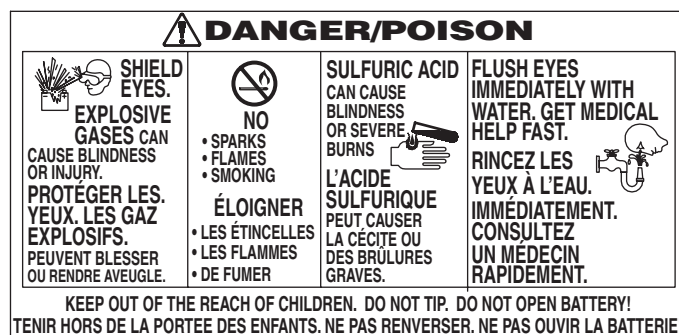 DANGER/POISON
SHIELD
EYES.
EXPLOSIVE
GASES CAN
CAUSE BLINDNESS
OR INJURY.
PROTÉGER LES.
YEUX. LES GAZ
EXPLOSIFS.
PEUVENT BLESSER
OU RENDRE AVEUGLE.
NO
• SPARKS
• FLAMES
• SMOKING
ÉLOIGNER
• LES ÉTINCELLES
• LES FLAMMES
• DE FUMER
SULFURIC ACID
CAN CAUSE
BLINDNESS
OR SEVERE
BURNS
L'ACIDE
SULFURIQUE
PEUT CAUSER
LA CÉCITE OU
DES BRÛLURES
GRAVES.
FLUSH EYES
IMMEDIATELY WITH
WATER. GET MEDICAL
HELP FAST.
RINCEZ LES
YEUX À L'EAU.
IMMÉDIATEMENT.
CONSULTEZ
UN MÉDECIN
RAPIDEMENT.
KEEP OUT OF THE REACH OF CHILDREN. DO NOT TIP. DO NOT OPEN BATTERY!
TENIR HORS DE LA PORTEE DES ENFANTS. NE PAS RENVERSER. NE PAS OUVIR LA BATTERIE